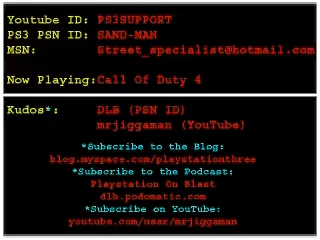 Youtube ID: PS3SUPPORT
PS3 PSN ID: SAND-MAN
MSN: Street_specialist@hotmail.com
Now Playing:Call Of Duty 4
Kudos*: DLB (PSN ID)
mrjiggaman (YouTube)
*Subscribe to the Blog:
blog.myspace.com/playstationthree
*Subscribe to the Podcast:
Playstation On Blast
dlb.podomatic.com
*Subscribe on YouTube:
youtube.com/user/mrjiggaman